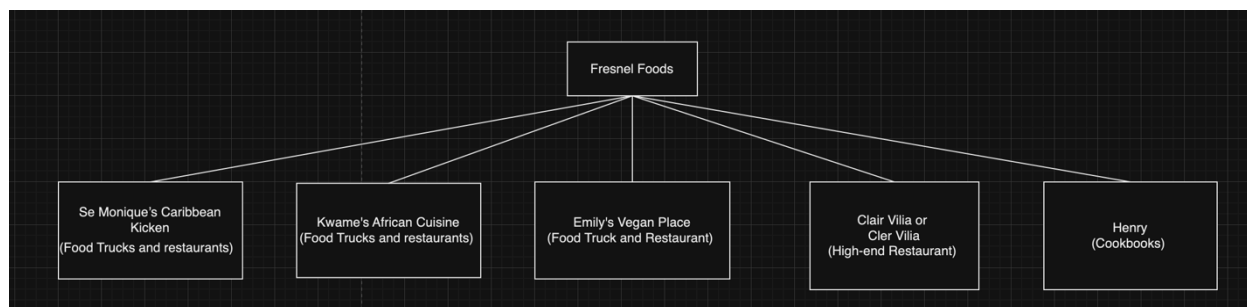 Fresnel Foods
Se Monique's Caribbean
Kicken
(Food Trucks and restaurants)
Kwame's African Cuisine
(Food Trucks and restaurants)
Emily's Vegan Place
(Food Truck and Restaurant)
Clair Vilia or
Cler Vilia
(High-end Restaurant)
Henry
(Cookbooks)